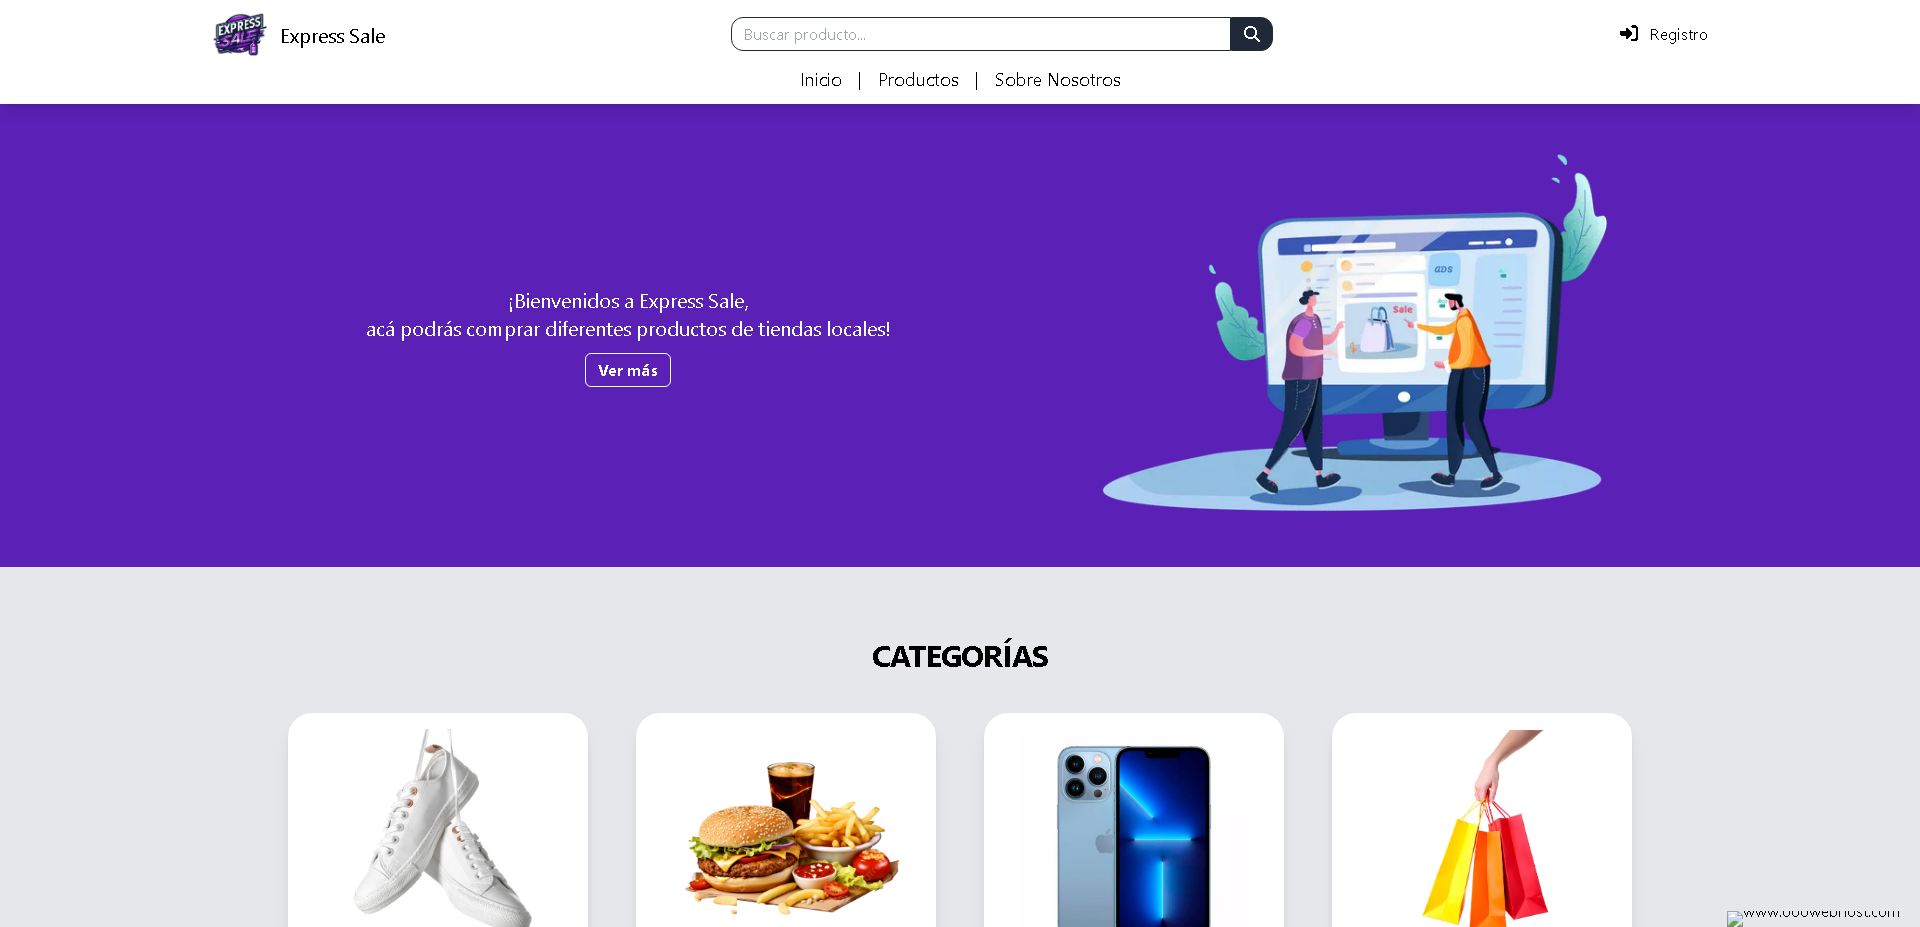 EXPRESS
SALE
Express Sale
Buscar producto...
Registro
Inicio | Productos | Sobre Nosotros
ADS
Sale
¡Bienvenidos a Express Sale,
acá podrás comprar diferentes productos de tiendas locales!
Ver más
CATEGORÍAS
www.000webhost.com